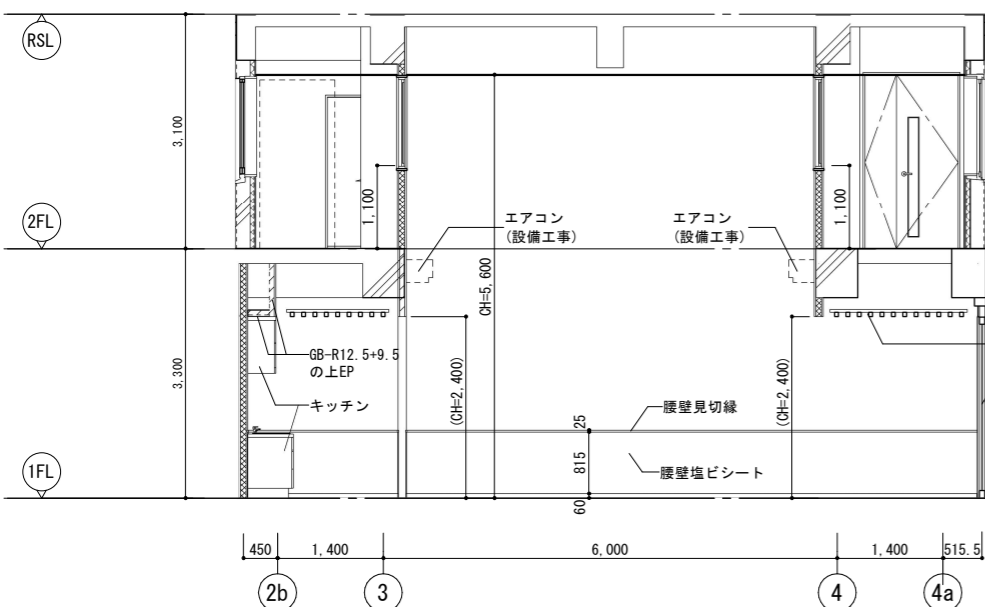 RSL
3,100
2FL
1,100
エアコン
(設備工事)
エアコン
(設備工事)
1,100
CH=5,600
GB-R12.5+9.5
の上EP
3,300
キッチン
(CH=2,400)
(CH=2,400)
25
腰壁見切縁
815
腰壁塩ビシート
1FL
60
450
1,400
6,000
1,400
515.5
2b
3
4
4a